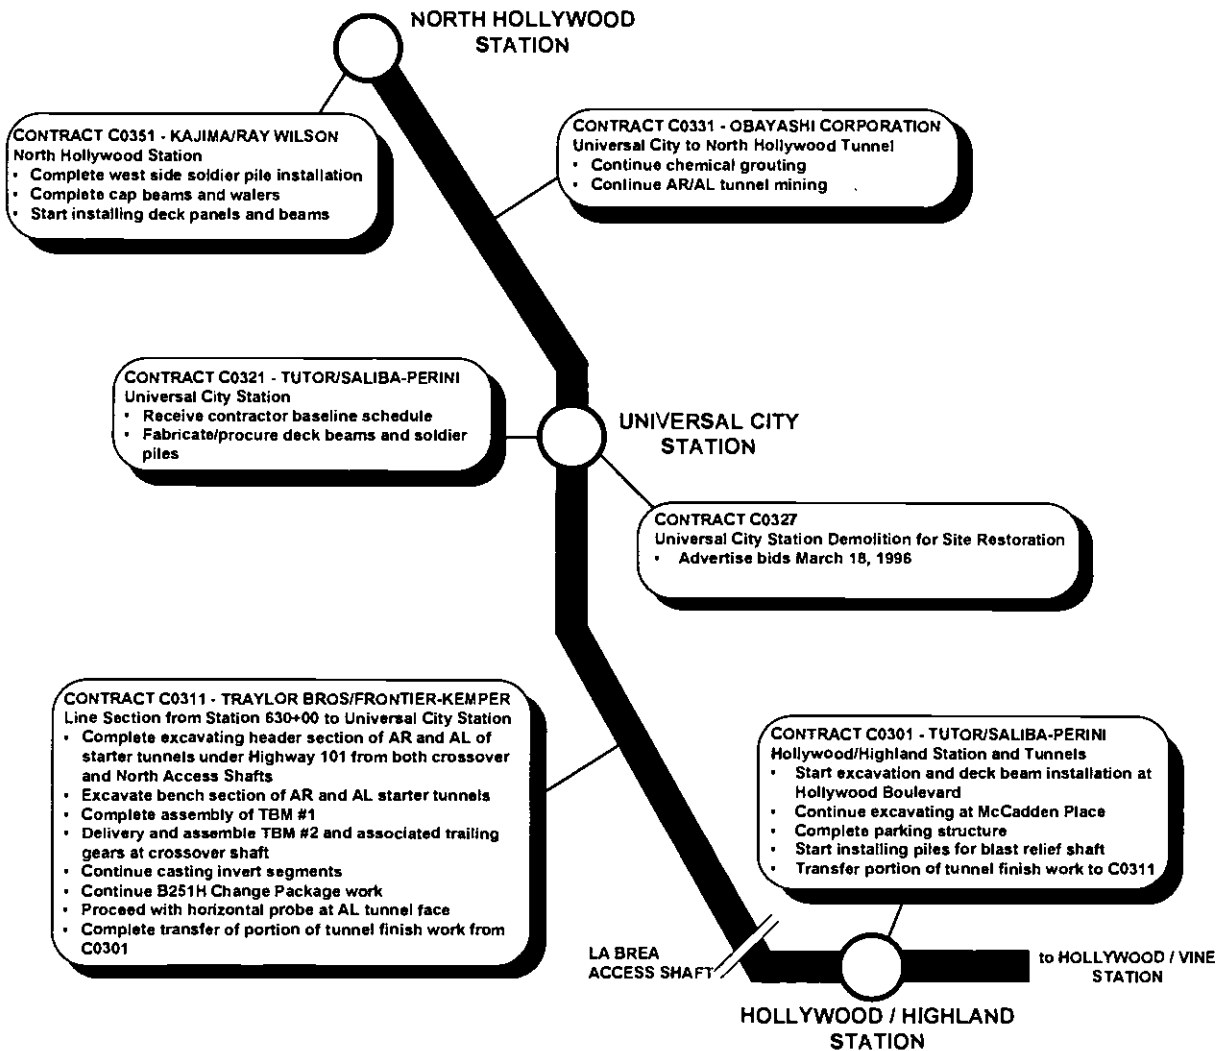 NORTH HOLLYWOOD
STATION
CONTRACT C0351 - KAJIMA/RAY WILSON
North Hollywood Station
• Complete west side soldier pile installation
• Complete cap beams and walers
• Start installing deck panels and beams
CONTRACT C0331 - OBAYASHI CORPORATION
Universal City to North Hollywood Tunnel
• Continue chemical grouting
• Continue AR/AL tunnel mining
CONTRACT C0321 - TUTOR/SALIBA-PERINI
Universal City Station
• Receive contractor baseline schedule
• Fabricate/procure deck beams and soldier
piles
UNIVERSAL CITY
STATION
CONTRACT C0327
Universal City Station Demolition for Site Restoration
• Advertise bids March 18, 1996
CONTRACT C0311 - TRAYLOR BROS/FRONTIER-KEMPER
Line Section from Station 630+00 to Universal City Station
• Complete excavating header section of AR and AL of
starter tunnels under Highway 101 from both crossover
and North Access Shafts
• Excavate bench section of AR and AL starter tunnels
• Complete assembly of TBM #1
• Delivery and assemble TBM #2 and associated trailing
gears at crossover shaft
• Continue casting invert segments
• Continue B251H Change Package work
• Proceed with horizontal probe at AL tunnel face
• Complete transfer of portion of tunnel finish work from
C0301
CONTRACT C0301 - TUTOR/SALIBA-PERINI
Hollywood/Highland Station and Tunnels
• Start excavation and deck beam installation at
Hollywood Boulevard
• Continue excavating at McCadden Place
• Complete parking structure
• Start installing piles for blast relief shaft
• Transfer portion of tunnel finish work to C0311
LA BREA
ACCESS SHAFT
to HOLLYWOOD / VINE
STATION
HOLLYWOOD / HIGHLAND
STATION